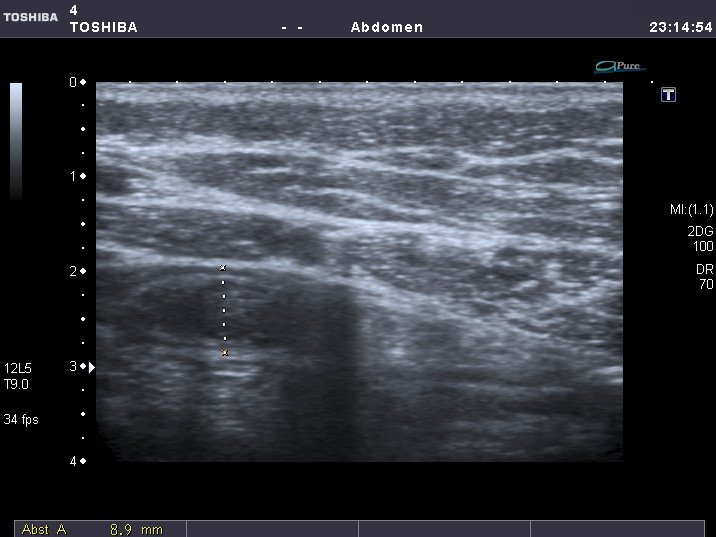 TOSHIBA
4
TOSHIBA - - Abdomen 23:14:54
Pure
T
0
1
2
3
4
MI:(1.1)
2DG
100
DR
70
12L5
T9.0
34 fps
Abst A 8.9 mm